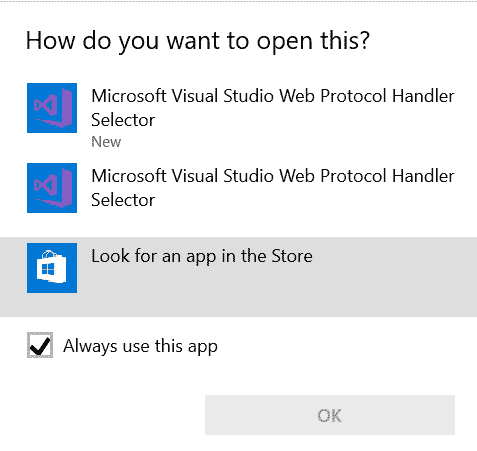 How do you want to open this?
Microsoft Visual Studio Web Protocol Handler
Selector
New
Microsoft Visual Studio Web Protocol Handler
Selector
Look for an app in the Store
Always use this app
OK